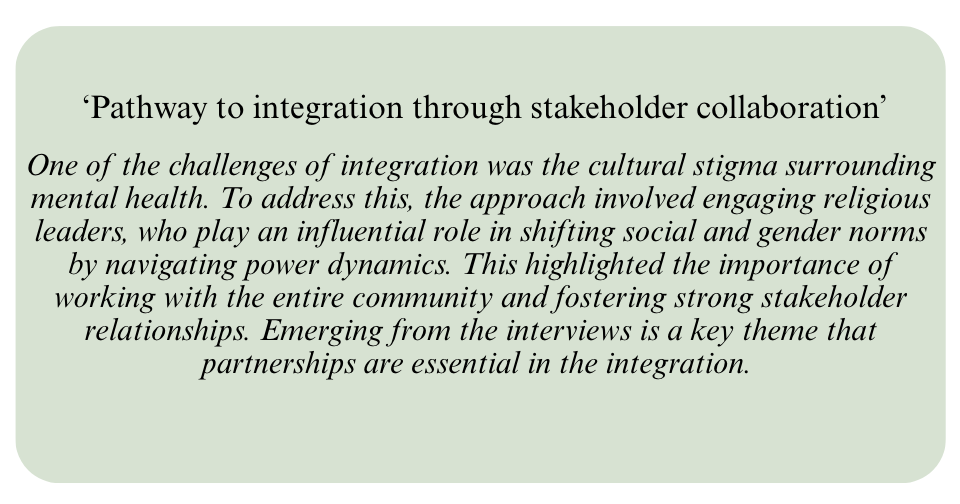 ‘Pathway to integration through stakeholder collaboration’
One of the challenges of integration was the cultural stigma surrounding
mental health. To address this, the approach involved engaging religious
leaders, who play an influential role in shifting social and gender norms
by navigating power dynamics. This highlighted the importance of
working with the entire community and fostering strong stakeholder
relationships. Emerging from the interviews is a key theme that
partnerships are essential in the integration.